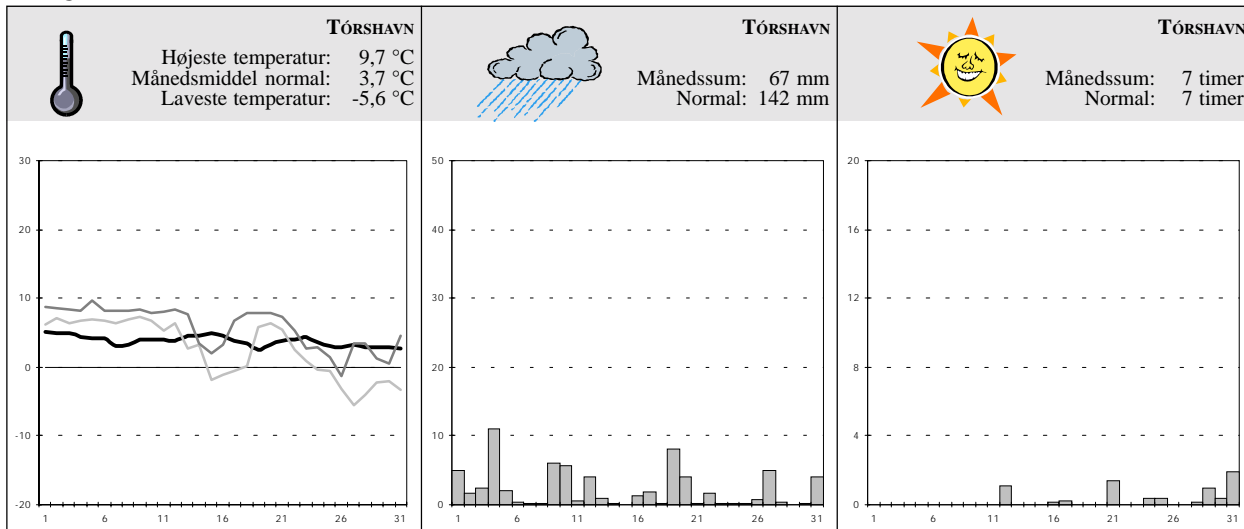 TÓRSHAVN
Højeste temperatur: 9,7 °C
Månedsmiddel normal: 3,7 °C
Laveste temperatur: -5,6 °C
TÓRSHAVN
Månedssum: 67 mm
Normal: 142 mm
TÓRSHAVN
Månedssum: 7 timer
Normal: 7 timer
30
20
10
0
-10
-20
1 6 11 16 21 26 31
50
40
30
20
10
0
1 6 11 16 21 26 31
20
16
12
8
4
0
1 6 11 16 21 26 31